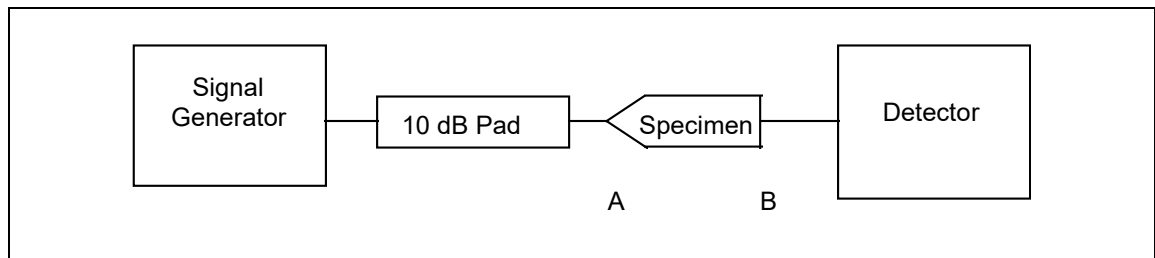 Signal
Generator
10 dB Pad
Specimen
Detector
A
B